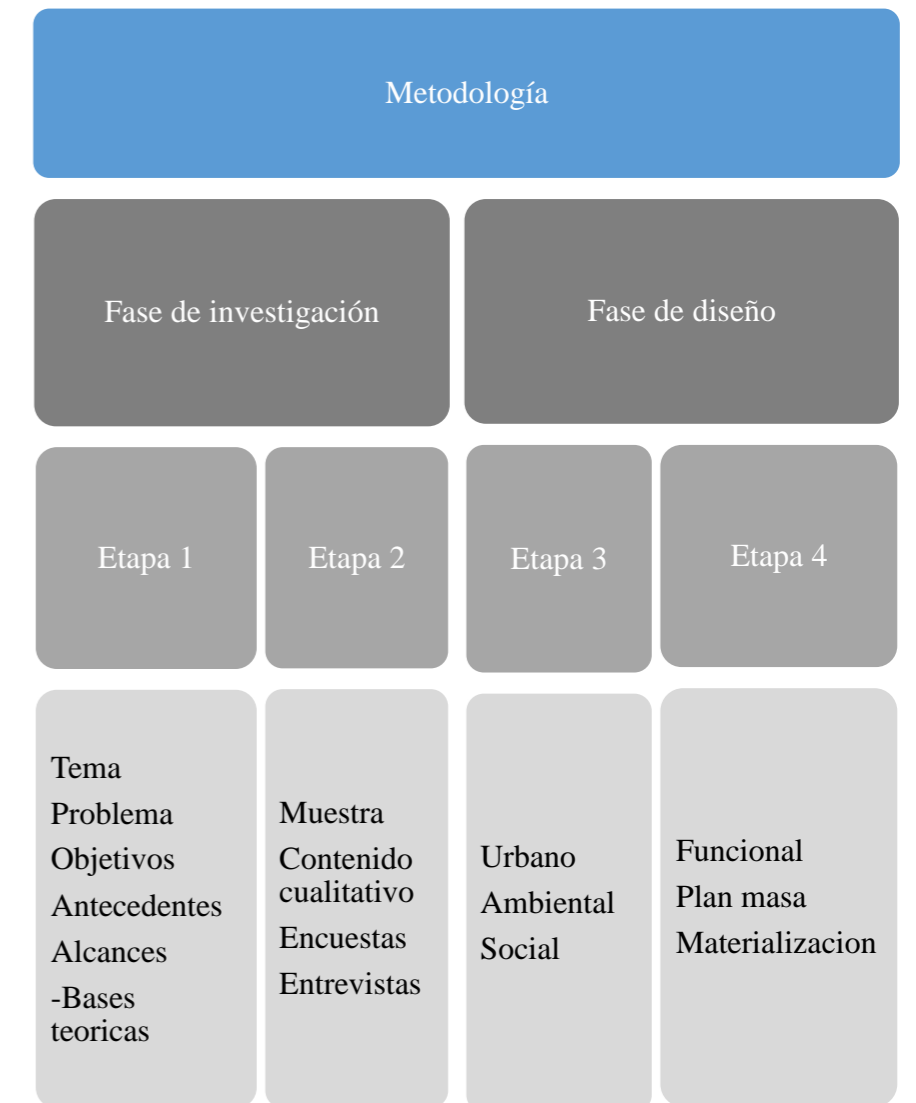 Metodología
Fase de investigación
Fase de diseño
Etapa 1
Etapa 2
Etapa 3
Etapa 4
Tema
Problema
Objetivos
Antecedentes
Alcances
-Bases
teoricas
Muestra
Contenido
cualitativo
Encuestas
Entrevistas
Urbano
Ambiental
Social
Funcional
Plan masa
Materializacion